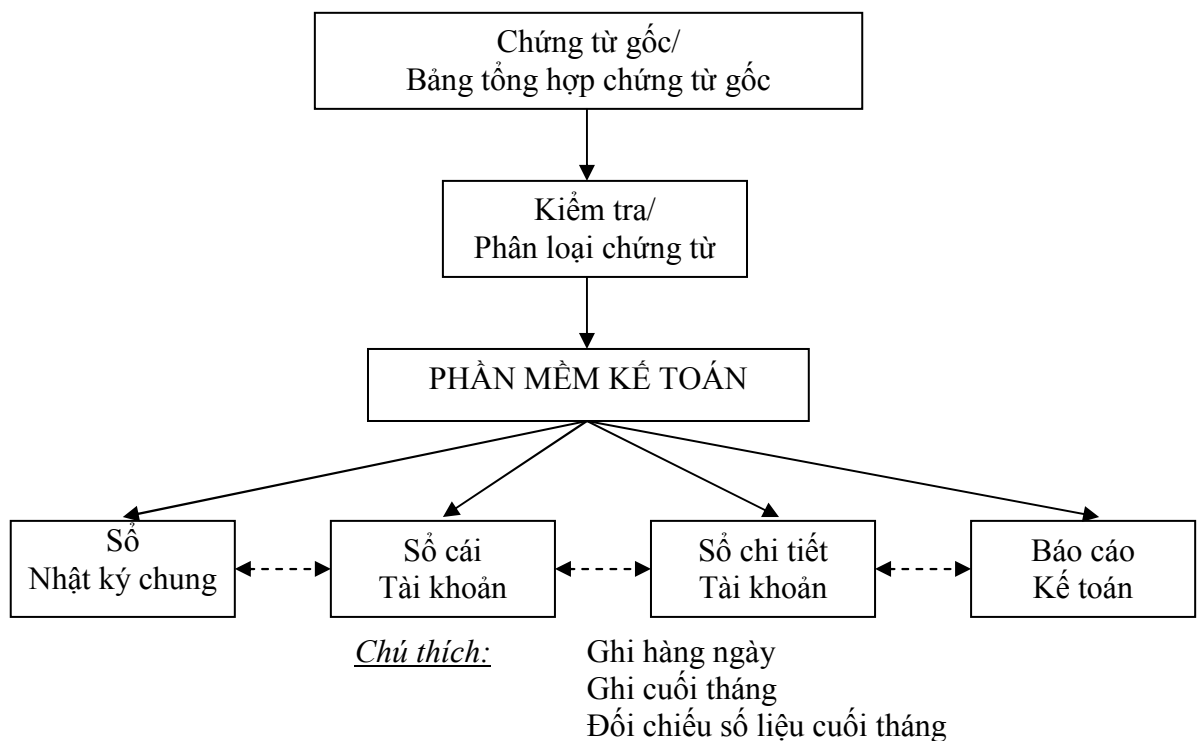 Chứng từ gốc/
Bảng tổng hợp chứng từ gốc
Kiểm tra/
Phân loại chứng từ
PHẦN MỀM KẾ TOÁN
Sổ
Nhật ký chung
Sổ cái
Tài khoản
Sổ chi tiết
Tài khoản
Báo cáo
Kế toán
Chú thích:
Ghi hàng ngày
Ghi cuối tháng
Đối chiếu số liệu cuối tháng